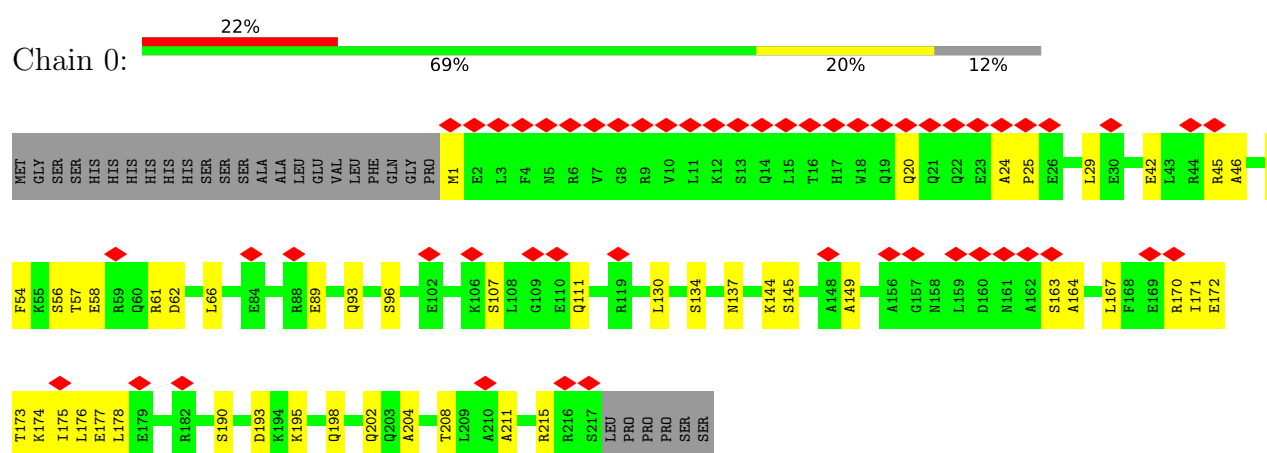 22%
Chain 0:
69% 20% 12%
MET GLY SER SER HIS HIS HIS HIS HIS HIS SER SER SER ALA ALA LEU GLU VAL LEU PHE GLN GLY PRO M1 E2 L3 F4 N5 R6 V7 G8 R9 V10 L11 K12 S13 Q14 L15 T16 H17 W18 Q19 Q20 Q21 Q22 E23 A24 P25 E26 L29 E30 E42 L43 R44 R45 A46
F54 K55 S56 T57 E58 R59 Q60 R61 D62 L66 E84 R88 E89 Q93 S96 E102 K106 S107 L108 G109 E110 Q111 R119 L130 S134 N137 K144 S145 A148 A149 A156 G157 N158 L159 D160 N161 A162 S163 A164 L167 F168 E169 R170 I171 E172
T173 K174 I175 L176 E177 L178 E179 R182 S190 D193 K194 K195 Q198 Q202 Q203 A204 T208 L209 A210 A211 R215 R216 S217 LEU PRO PRO PRO SER SER